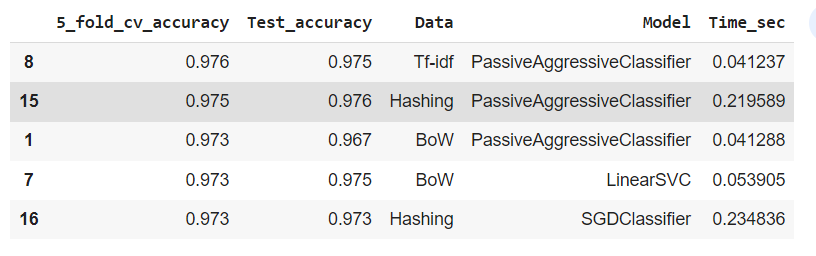 5_fold_cv_accuracy Test_accuracy Data Model Time_sec
8 0.976 0.975 Tf-idf PassiveAggressiveClassifier 0.041237
15 0.975 0.976 Hashing PassiveAggressiveClassifier 0.219589
1 0.973 0.967 BoW PassiveAggressiveClassifier 0.041288
7 0.973 0.975 BoW LinearSVC 0.053905
16 0.973 0.973 Hashing SGDClassifier 0.234836